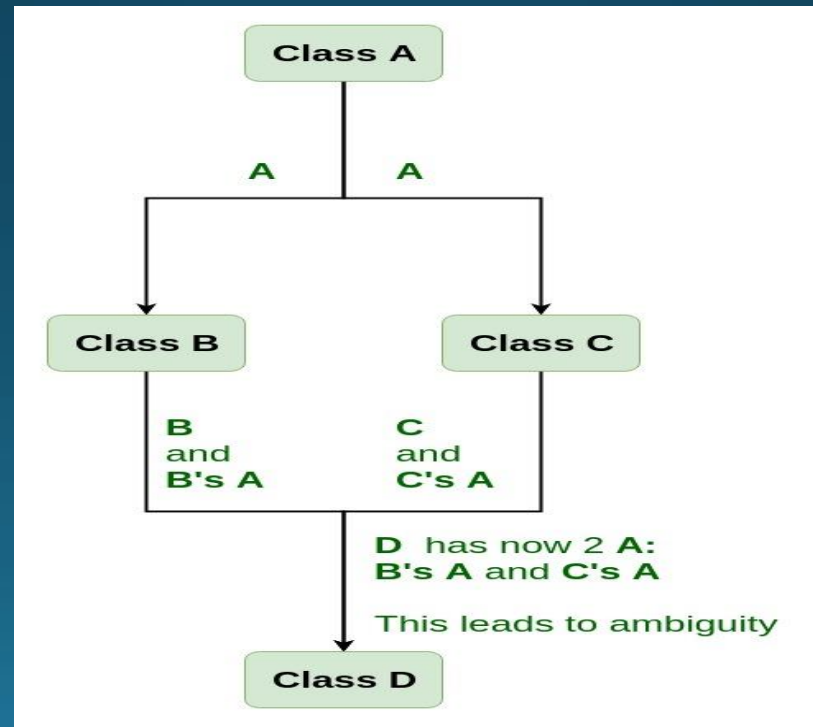 Class A
A
A
Class B
Class C
B
and
B's A
C
and
C's A
D has now 2 A:
B's A and C's A
This leads to ambiguity
Class D